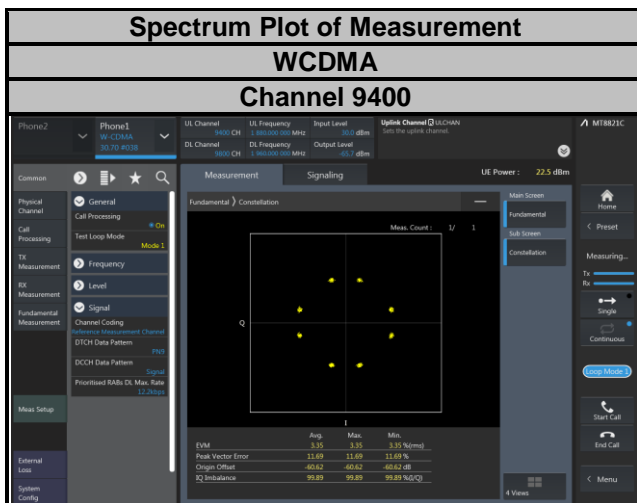 Spectrum Plot of Measurement
WCDMA
Channel 9400
Phone2
Phone1
W-CDMA
30.70 #038
UL Channel
9400 CH
UL Frequency
1 880.000 000 MHz
Input Level
30.0 dBm
DL Channel
9800 CH
DL Frequency
1 960.000 000 MHz
Output Level
-65.7 dBm
Uplink Channel ULCHAN
Sets the uplink channel.
MT8821C
Common
Measurement
Signaling
UE Power : 22.5 dBm
Physical
Channel
Call
Processing
TX
Measurement
RX
Measurement
Fundamental
Measurement
Meas Setup
External
Loss
System
Config
General
Call Processing
On
Test Loop Mode
Mode 1
Frequency
Level
Signal
Channel Coding
Reference Measurement Channel
DTCH Data Pattern
PN9
DCCH Data Pattern
Signal
Prioritised RABs DL Max. Rate
12.2kbps
Fundamental ⟩ Constellation
Meas. Count : 1/ 1
Q
I
Avg. Max. Min.
EVM 3.35 3.35 3.35 %(rms)
Peak Vector Error 11.69 11.69 11.69 %
Origin Offset -60.62 -60.62 -60.62 dB
IQ Imbalance 99.89 99.89 99.89 %(I/Q)
Main Screen
Fundamental
Sub Screen
Constellation
4 Views
Home
< Preset
Measuring...
Tx
Rx
Single
Continuous
Loop Mode 1
Start Call
End Call
< Menu